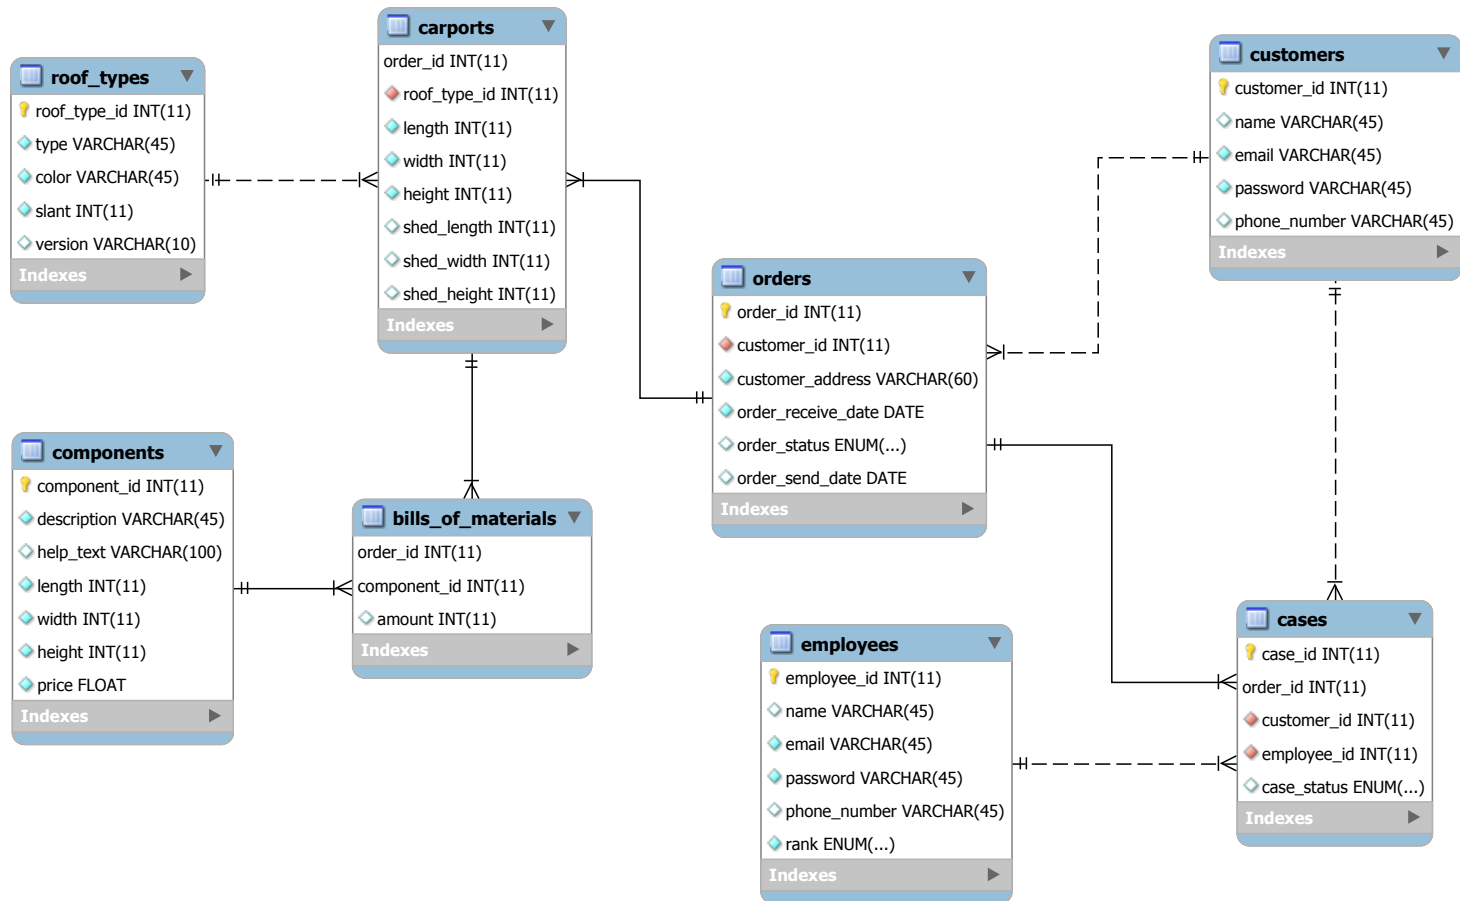 carports
order_id INT(11)
roof_type_id INT(11)
length INT(11)
width INT(11)
height INT(11)
shed_length INT(11)
shed_width INT(11)
shed_height INT(11)
Indexes
roof_types
roof_type_id INT(11)
type VARCHAR(45)
color VARCHAR(45)
slant INT(11)
version VARCHAR(10)
Indexes
customers
customer_id INT(11)
name VARCHAR(45)
email VARCHAR(45)
password VARCHAR(45)
phone_number VARCHAR(45)
Indexes
orders
order_id INT(11)
customer_id INT(11)
customer_address VARCHAR(60)
order_receive_date DATE
order_status ENUM(...)
order_send_date DATE
Indexes
components
component_id INT(11)
description VARCHAR(45)
help_text VARCHAR(100)
length INT(11)
width INT(11)
height INT(11)
price FLOAT
Indexes
bills_of_materials
order_id INT(11)
component_id INT(11)
amount INT(11)
Indexes
employees
employee_id INT(11)
name VARCHAR(45)
email VARCHAR(45)
password VARCHAR(45)
phone_number VARCHAR(45)
rank ENUM(...)
Indexes
cases
case_id INT(11)
order_id INT(11)
customer_id INT(11)
employee_id INT(11)
case_status ENUM(...)
Indexes